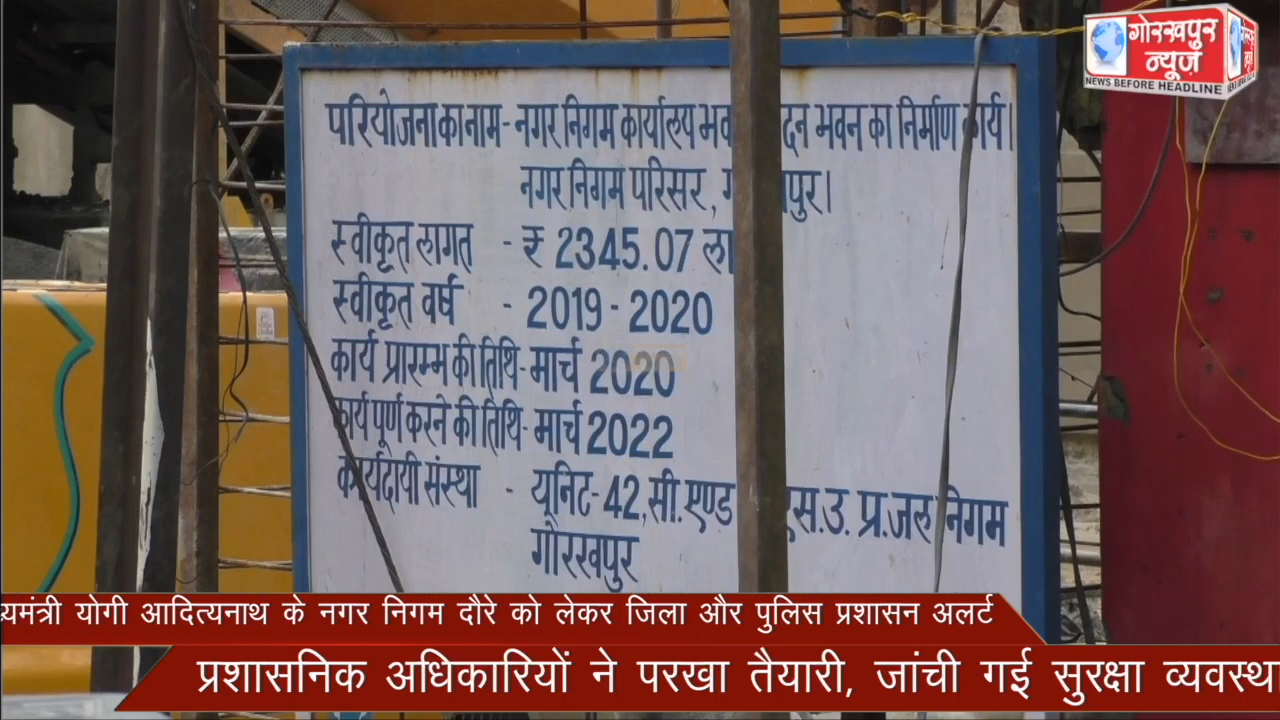 गोरखपुर
न्यूज़
NEWS BEFORE HEADLINE
परियोजना का नाम- नगर निगम कार्यालय भव दन भवन का निर्माण कार्य।
नगर निगम परिसर, पुर।
स्वीकृत लागत - ₹ 2345.07 ला
स्वीकृत वर्ष - 2019 - 2020
कार्य प्रारम्भ की तिथि- मार्च 2020
कार्य पूर्ण करने की तिथि- मार्च 2022
कार्यदायी संस्था - यूनिट-42, सी.एण्ड एस.उ. प्र.जल निगम
गोरखपुर
ख्यमंत्री योगी आदित्यनाथ के नगर निगम दौरे को लेकर जिला और पुलिस प्रशासन अलर्ट
प्रशासनिक अधिकारियों ने परखा तैयारी, जांची गई सुरक्षा व्यवस्था